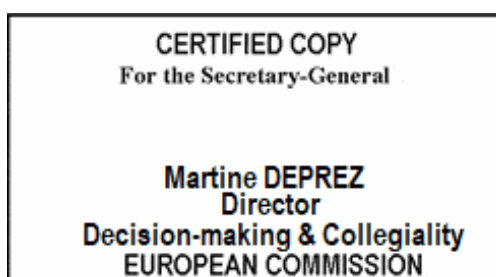 CERTIFIED COPY
For the Secretary-General
Martine DEPREZ
Director
Decision-making & Collegiality
EUROPEAN COMMISSION